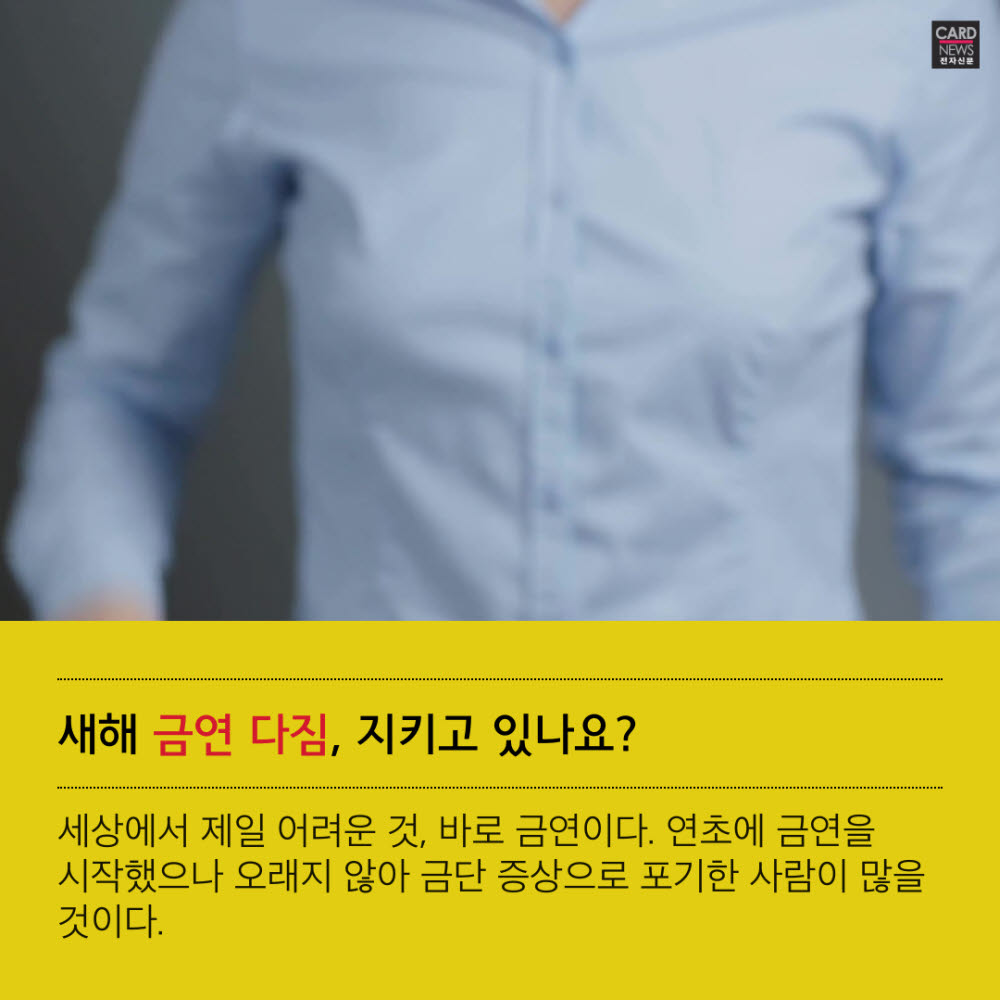 CARD
NEWS
전자신문
새해 금연 다짐, 지키고 있나요?
세상에서 제일 어려운 것, 바로 금연이다. 연초에 금연을
시작했으나 오래지 않아 금단 증상으로 포기한 사람이 많을
것이다.